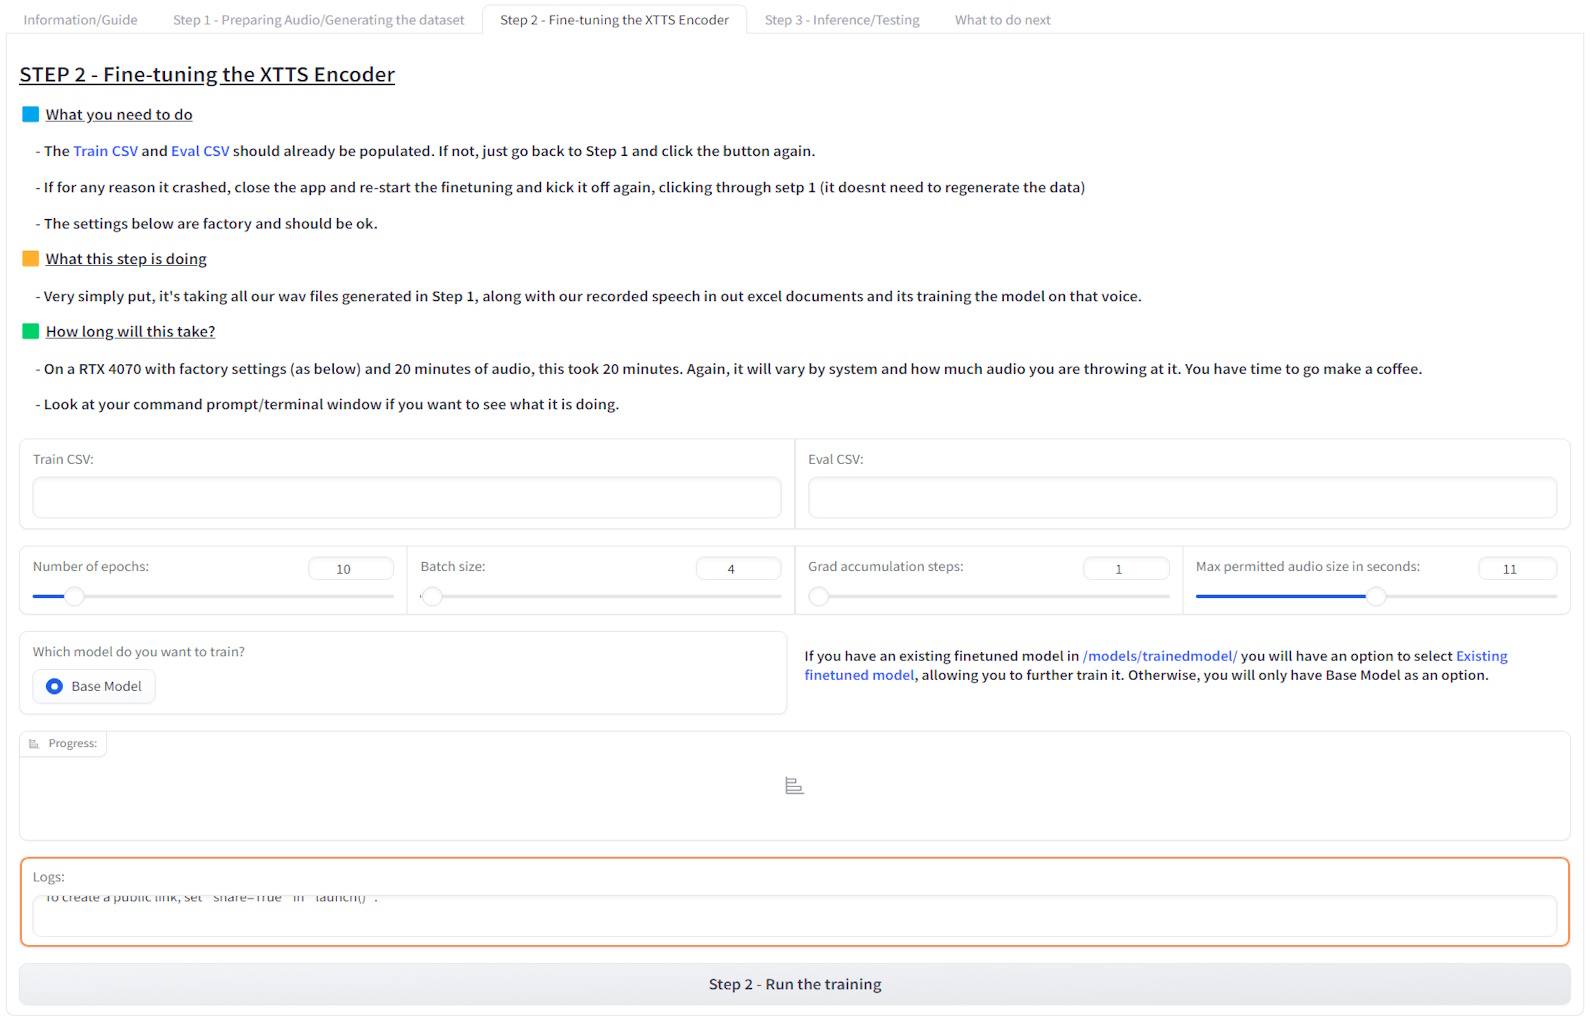 Information/Guide
Step 1 - Preparing Audio/Generating the dataset
Step 2 - Fine-tuning the XTTS Encoder
Step 3 - Inference/Testing
What to do next
STEP 2 - Fine-tuning the XTTS Encoder
What you need to do
- The Train CSV and Eval CSV should already be populated. If not, just go back to Step 1 and click the button again.
- If for any reason it crashed, close the app and re-start the finetuning and kick it off again, clicking through setp 1 (it doesnt need to regenerate the data)
- The settings below are factory and should be ok.
What this step is doing
- Very simply put, it's taking all our wav files generated in Step 1, along with our recorded speech in out excel documents and its training the model on that voice.
How long will this take?
- On a RTX 4070 with factory settings (as below) and 20 minutes of audio, this took 20 minutes. Again, it will vary by system and how much audio you are throwing at it. You have time to go make a coffee.
- Look at your command prompt/terminal window if you want to see what it is doing.
Train CSV:
Eval CSV:
Number of epochs:
10
Batch size:
4
Grad accumulation steps:
1
Max permitted audio size in seconds:
11
Which model do you want to train?
Base Model
If you have an existing finetuned model in /models/trainedmodel/ you will have an option to select Existing
finetuned model, allowing you to further train it. Otherwise, you will only have Base Model as an option.
Progress:
Logs:
To create a public link, set `share=True` in `launch()`.
Step 2 - Run the training